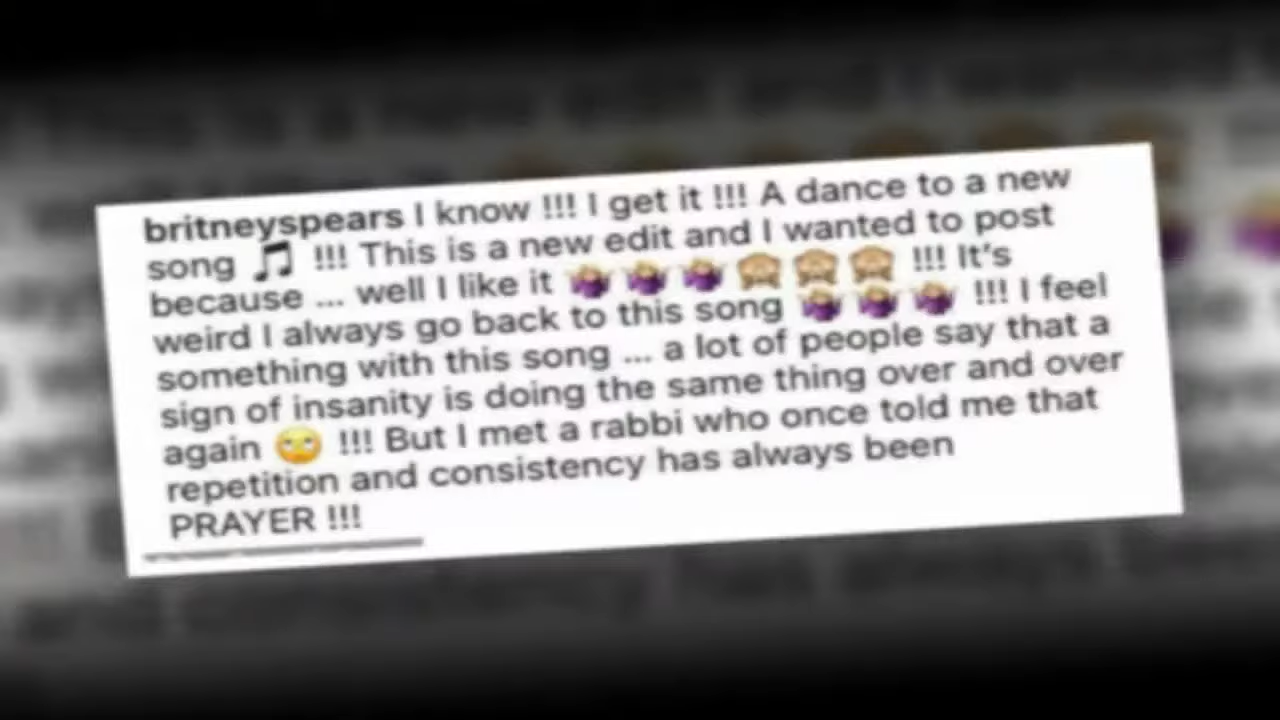 britneyspears I know !!! I get it !!! A dance to a new
song 🎵 !!! This is a new edit and I wanted to post
because ... well I like it 🤷🏼‍♀️🤷🏼‍♀️🤷🏼‍♀️🙈🙈🙈 !!! It's
weird I always go back to this song 🤷🏼‍♀️🤷🏼‍♀️🤷🏼‍♀️ !!! I feel
something with this song ... a lot of people say that a
sign of insanity is doing the same thing over and over
again 🙄 !!! But I met a rabbi who once told me that
repetition and consistency has always been
PRAYER !!!